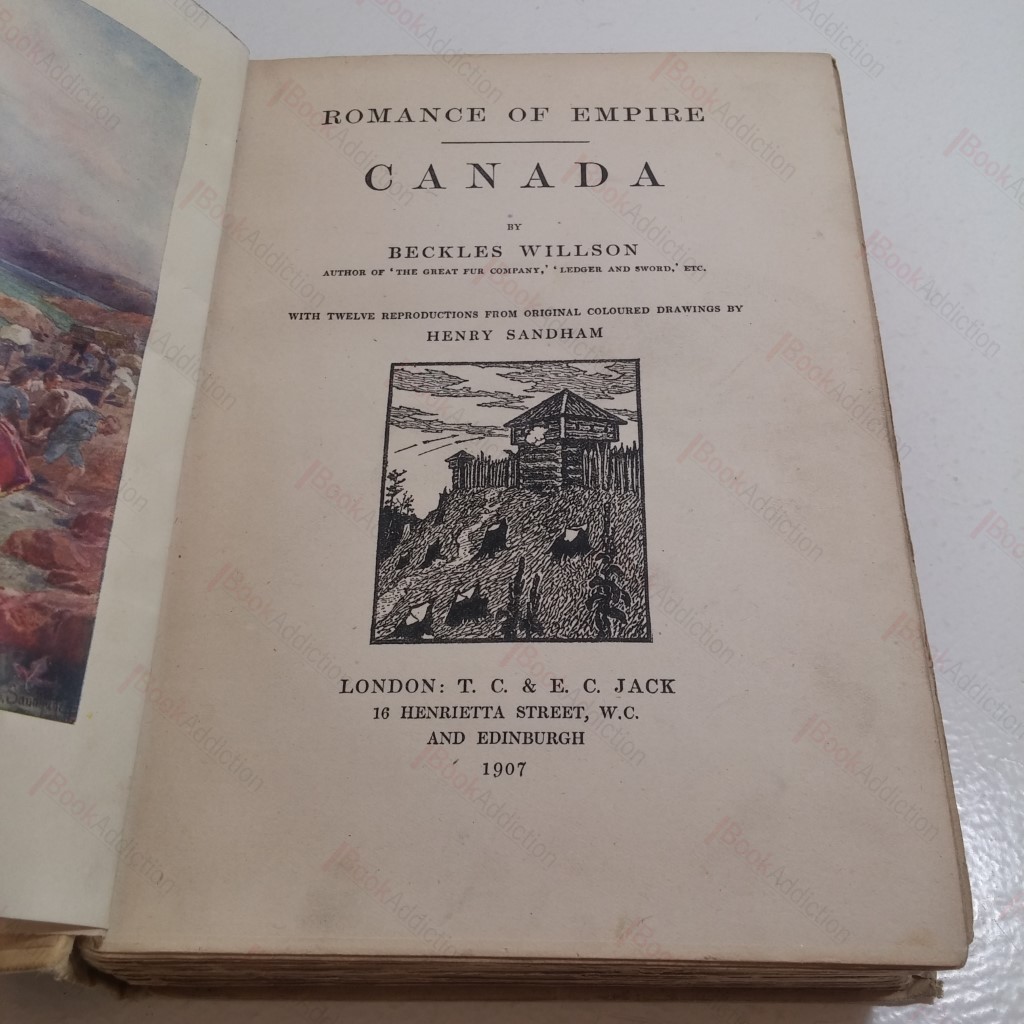 ROMANCE OF EMPIRE
CANADA
BY
BECKLES WILLSON
AUTHOR OF 'THE GREAT FUR COMPANY,' 'LEDGER AND SWORD,' ETC.
WITH TWELVE REPRODUCTIONS FROM ORIGINAL COLOURED DRAWINGS BY
HENRY SANDHAM
LONDON: T. C. & E. C. JACK
16 HENRIETTA STREET, W.C.
AND EDINBURGH
1907
BookAddiction